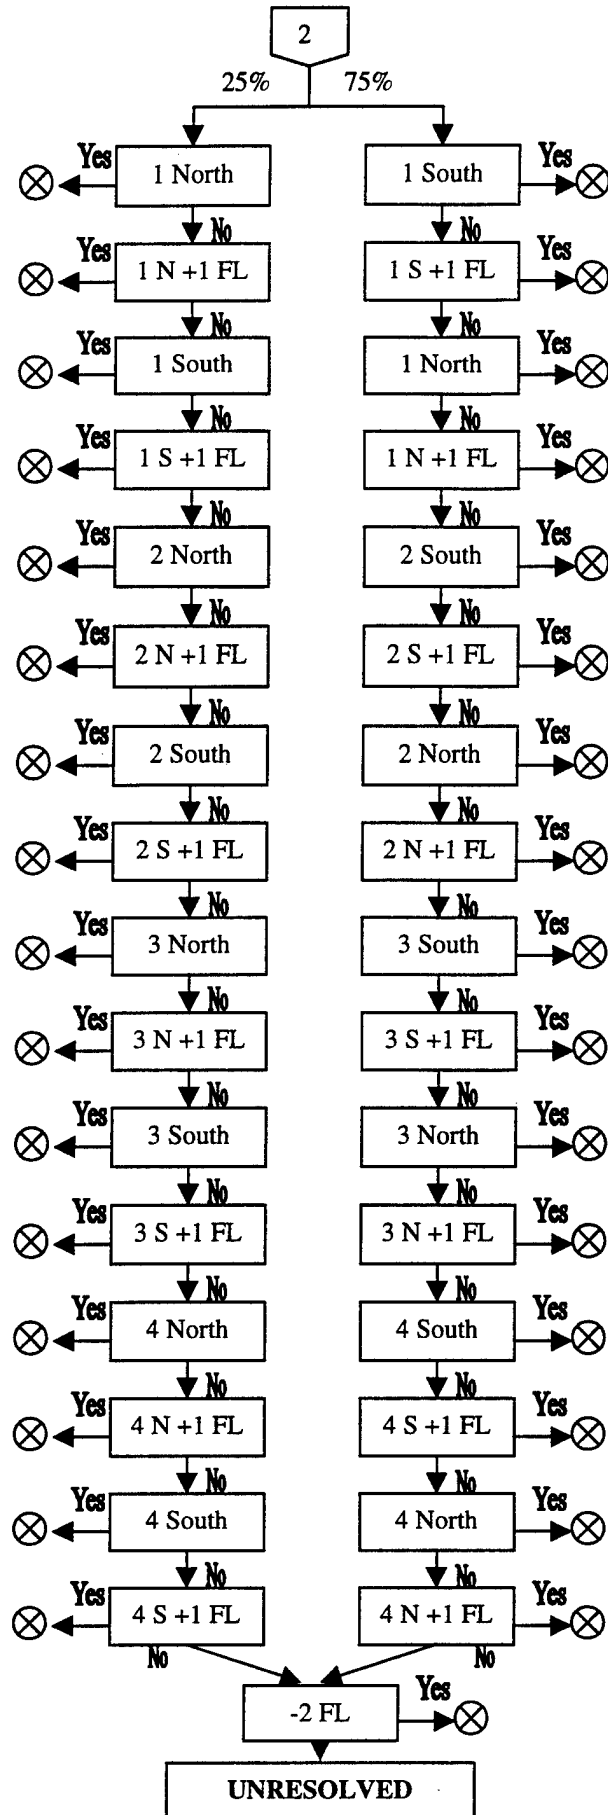 2
25% 75%
Yes 1 North 1 South Yes
No No
Yes 1 N +1 FL 1 S +1 FL Yes
No No
Yes 1 South 1 North Yes
No No
Yes 1 S +1 FL 1 N +1 FL Yes
No No
Yes 2 North 2 South Yes
No No
Yes 2 N +1 FL 2 S +1 FL Yes
No No
Yes 2 South 2 North Yes
No No
Yes 2 S +1 FL 2 N +1 FL Yes
No No
Yes 3 North 3 South Yes
No No
Yes 3 N +1 FL 3 S +1 FL Yes
No No
Yes 3 South 3 North Yes
No No
Yes 3 S +1 FL 3 N +1 FL Yes
No No
Yes 4 North 4 South Yes
No No
Yes 4 N +1 FL 4 S +1 FL Yes
No No
Yes 4 South 4 North Yes
No No
Yes 4 S +1 FL 4 N +1 FL Yes
No No
-2 FL Yes
UNRESOLVED